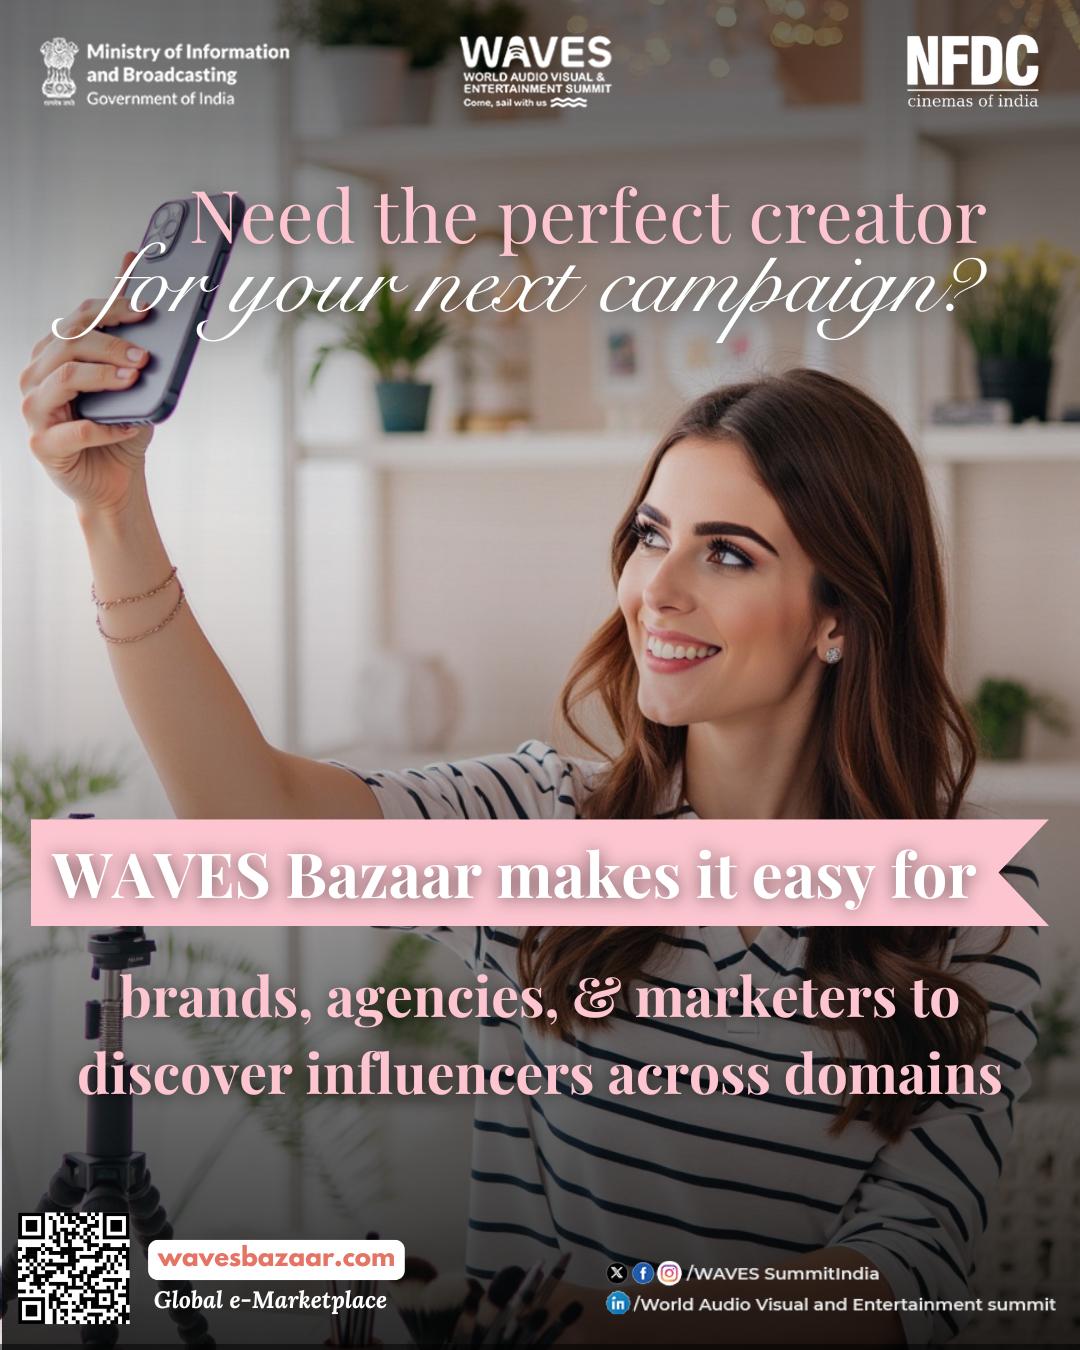 Ministry of Information
and Broadcasting
Government of India
WAVES
WORLD AUDIO VISUAL &
ENTERTAINMENT SUMMIT
Come, sail with us
NFDC
cinemas of india
Need the perfect creator
for your next campaign?
WAVES Bazaar makes it easy for
brands, agencies, & marketers to
discover influencers across domains
wavesbazaar.com
Global e-Marketplace
/WAVES SummitIndia
/World Audio Visual and Entertainment summit